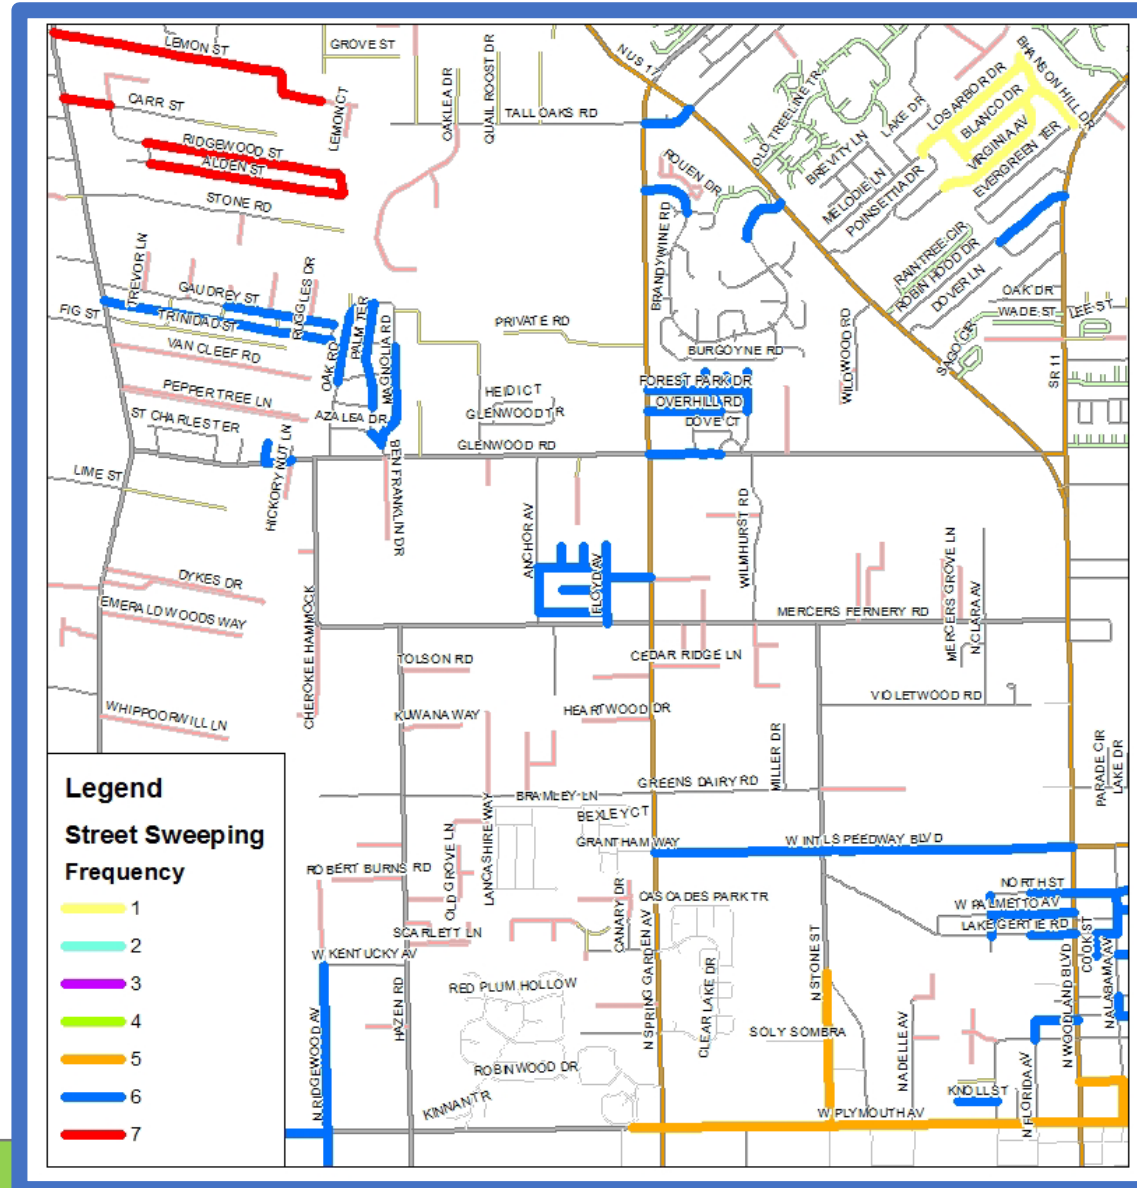 LEMON ST
GROVE ST
OAKLEA DR
QUAIL ROOST DR
N US 17
OLD TREELINE TR
LAKE DR
LOS ARBOR DR
BHANSON HILL DR
BLANCO DR
VIRGINIA AV
EVERGREEN TER
CARR ST
LEMON CT
TALL OAKS RD
RIDGEWOOD ST
ALDEN ST
BREVITY LN
MELODIE LN
POINSETTIA DR
ROUEN DR
STONE RD
BRANDYWINE RD
TREVOR LN
GAUDREY ST
RUGGLES DR
RAIN-TREE-CIR
ROBIN HOOD DR
DOVER LN
OAK DR
WADE ST
LEE ST
FIG ST
TRINIDAD ST
PALM TER
MAGNOLIA RD
PRIVATE RD
VAN CLEEF RD
OAK RD
BURGOYNE RD
WILDWOOD RD
SAGO CIR
SR 11
PEPPER TREE LN
HEIDI CT
FOREST PARK DR
OVERHILL RD
ST CHARLES TER
AZALEA DR
GLENWOOD TR
DOVE CT
HICKORY NUT LN
BEN FRANKLIN DR
GLENWOOD RD
LIME ST
ANCHOR AV
WILMHURST RD
FLOYD AV
MERCERS GROVE LN
N CLARA AV
DYKES DR
EMERALD WOODS WAY
CHEROKEE HAMMOCK
MERCERS FERNERY RD
TOLSON RD
CEDAR RIDGE LN
VIOLETWOOD RD
WHIPPOORWILL LN
KUWANA WAY
HEARTWOOD DR
MILLER DR
PARADE CIR
LAKE DR
GREENS DAIRY RD
BRAMLEY LN
BEXLEY CT
GRANTHAM WAY
W INTL SPEEDWAY BLVD
OLD GROVE LN
LANCASHIRE WAY
ROBERT BURNS RD
CANARY DR
CASCADES PARK TR
NORTH ST
W PALMETTO AV
LAKE GERTIE RD
SCARLETT LN
W KENTUCKY AV
COOK ST
N ALABAMA AV
N WOODLAND BLVD
N STONE ST
N SPRING GARDEN AV
CLEAR LAKE DR
HAZEN RD
RED PLUM HOLLOW
SOLY SOMBRA
N ADELLE AV
N RIDGEWOOD AV
ROBINWOOD DR
KINNAN TR
KNOLL ST
N FLORIDA AV
W PLYMOUTH AV
Legend
Street Sweeping
Frequency
1
2
3
4
5
6
7